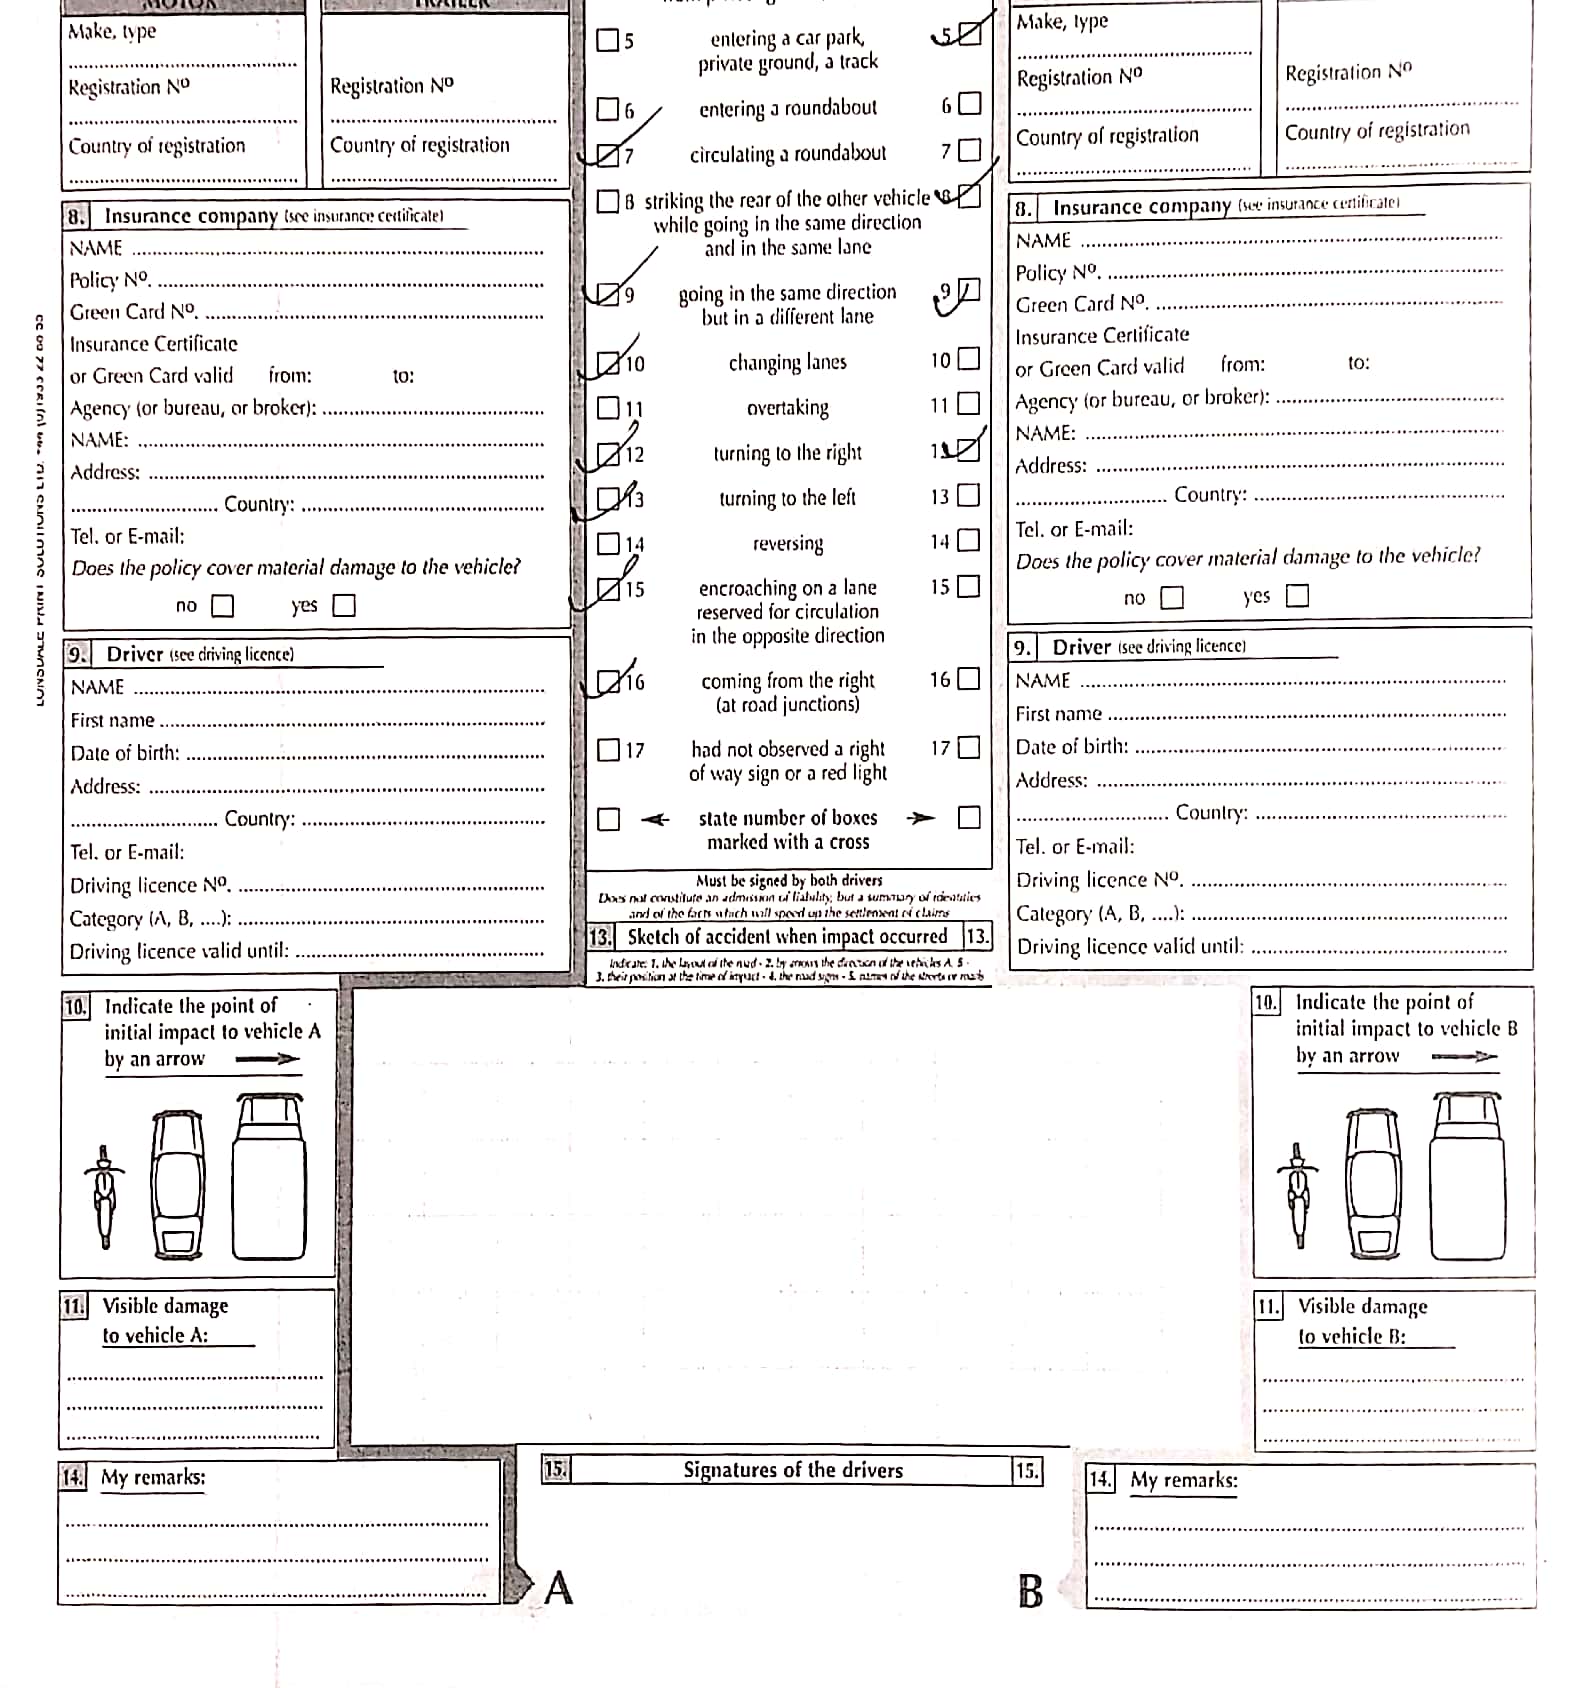 MOTOR
TRAILER
Make, type
Registration Nº
Country of registration
Registration Nº
Country of registration
8. Insurance company (see insurance certificate)
NAME
Policy Nº.
Green Card Nº.
Insurance Certificate
or Green Card valid from: to:
Agency (or bureau, or broker):
NAME:
Address:
Country:
Tel. or E-mail:
Does the policy cover material damage to the vehicle?
no yes
9. Driver (see driving licence)
NAME
First name
Date of birth:
Address:
Country:
Tel. or E-mail:
Driving licence Nº.
Category (A, B, ....):
Driving licence valid until:
10. Indicate the point of
initial impact to vehicle A
by an arrow
11. Visible damage
to vehicle A:
14. My remarks:
5 entering a car park, 5
private ground, a track
6 entering a roundabout 6
7 circulating a roundabout 7
8 striking the rear of the other vehicle 8
while going in the same direction
and in the same lane
9 going in the same direction 9
but in a different lane
10 changing lanes 10
11 overtaking 11
12 turning to the right 12
13 turning to the left 13
14 reversing 14
15 encroaching on a lane 15
reserved for circulation
in the opposite direction
16 coming from the right 16
(at road junctions)
17 had not observed a right 17
of way sign or a red light
state number of boxes
marked with a cross
Must be signed by both drivers
Does not constitute an admission of liability, but a summary of identities
and of the facts which will speed up the settlement of claims
13. Sketch of accident when impact occurred 13.
Indicate: 1. the layout of the road - 2. by arrows the direction of the vehicles A, B -
3. their position at the time of impact - 4. the road signs - 5. names of the streets or roads
15. Signatures of the drivers 15.
A B
Make, type
Registration Nº
Country of registration
Registration Nº
Country of registration
8. Insurance company (see insurance certificate)
NAME
Policy Nº.
Green Card Nº.
Insurance Certificate
or Green Card valid from: to:
Agency (or bureau, or broker):
NAME:
Address:
Country:
Tel. or E-mail:
Does the policy cover material damage to the vehicle?
no yes
9. Driver (see driving licence)
NAME
First name
Date of birth:
Address:
Country:
Tel. or E-mail:
Driving licence Nº.
Category (A, B, ....):
Driving licence valid until:
10. Indicate the point of
initial impact to vehicle B
by an arrow
11. Visible damage
to vehicle B:
14. My remarks: